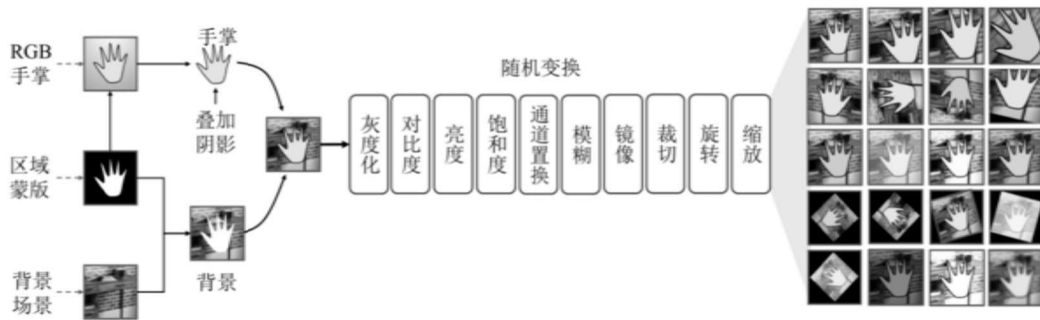 RGB
手掌
手掌
叠加
阴影
区域
蒙版
背景
场景
背景
随机变换
灰度化
对比度
亮度
饱和度
通道置换
模糊
镜像
裁切
旋转
缩放